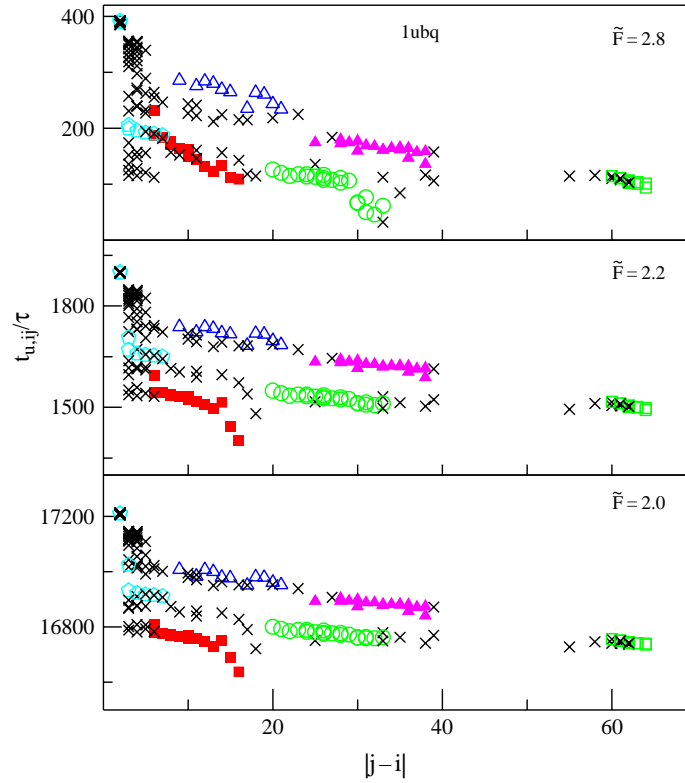 400
1ubq
F̃ = 2.8
200
F̃ = 2.2
1800
t_{u,ij}/τ
1500
F̃ = 2.0
17200
16800
20
40
60
|j − i|